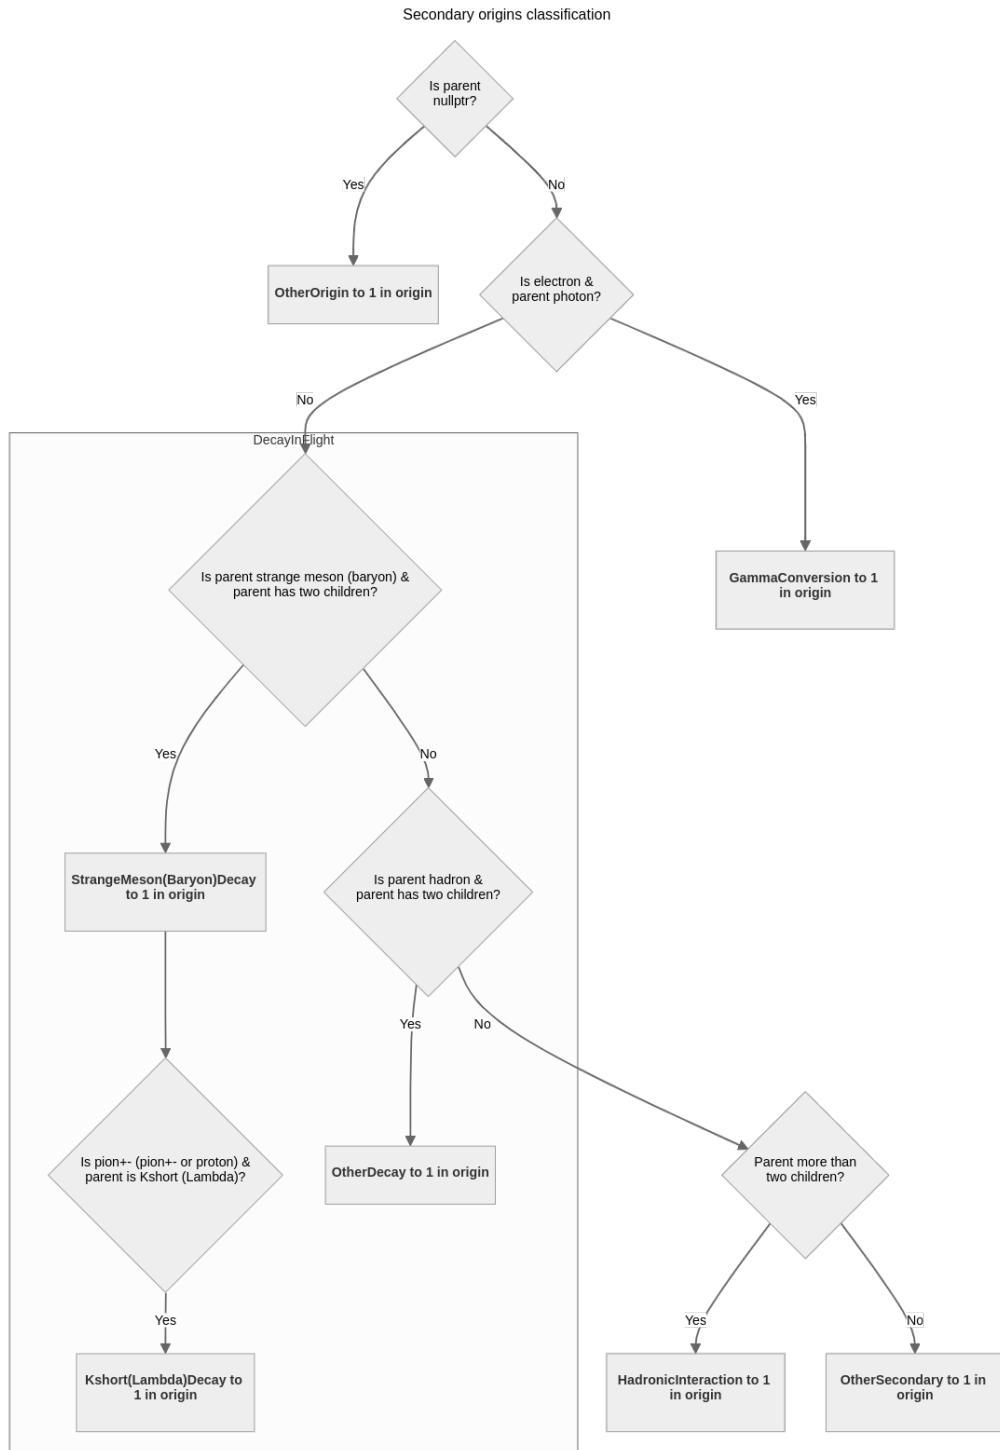 Secondary origins classification
Is parent
nullptr?
Yes
No
OtherOrigin to 1 in origin
Is electron &
parent photon?
No
Yes
DecayInFlight
Is parent strange meson (baryon) &
parent has two children?
GammaConversion to 1
in origin
Yes
No
StrangeMeson(Baryon)Decay
to 1 in origin
Is parent hadron &
parent has two children?
Yes
No
Is pion+- (pion+- or proton) &
parent is Kshort (Lambda)?
OtherDecay to 1 in origin
Parent more than
two children?
Yes
Yes
No
Kshort(Lambda)Decay to
1 in origin
HadronicInteraction to 1
in origin
OtherSecondary to 1 in
origin